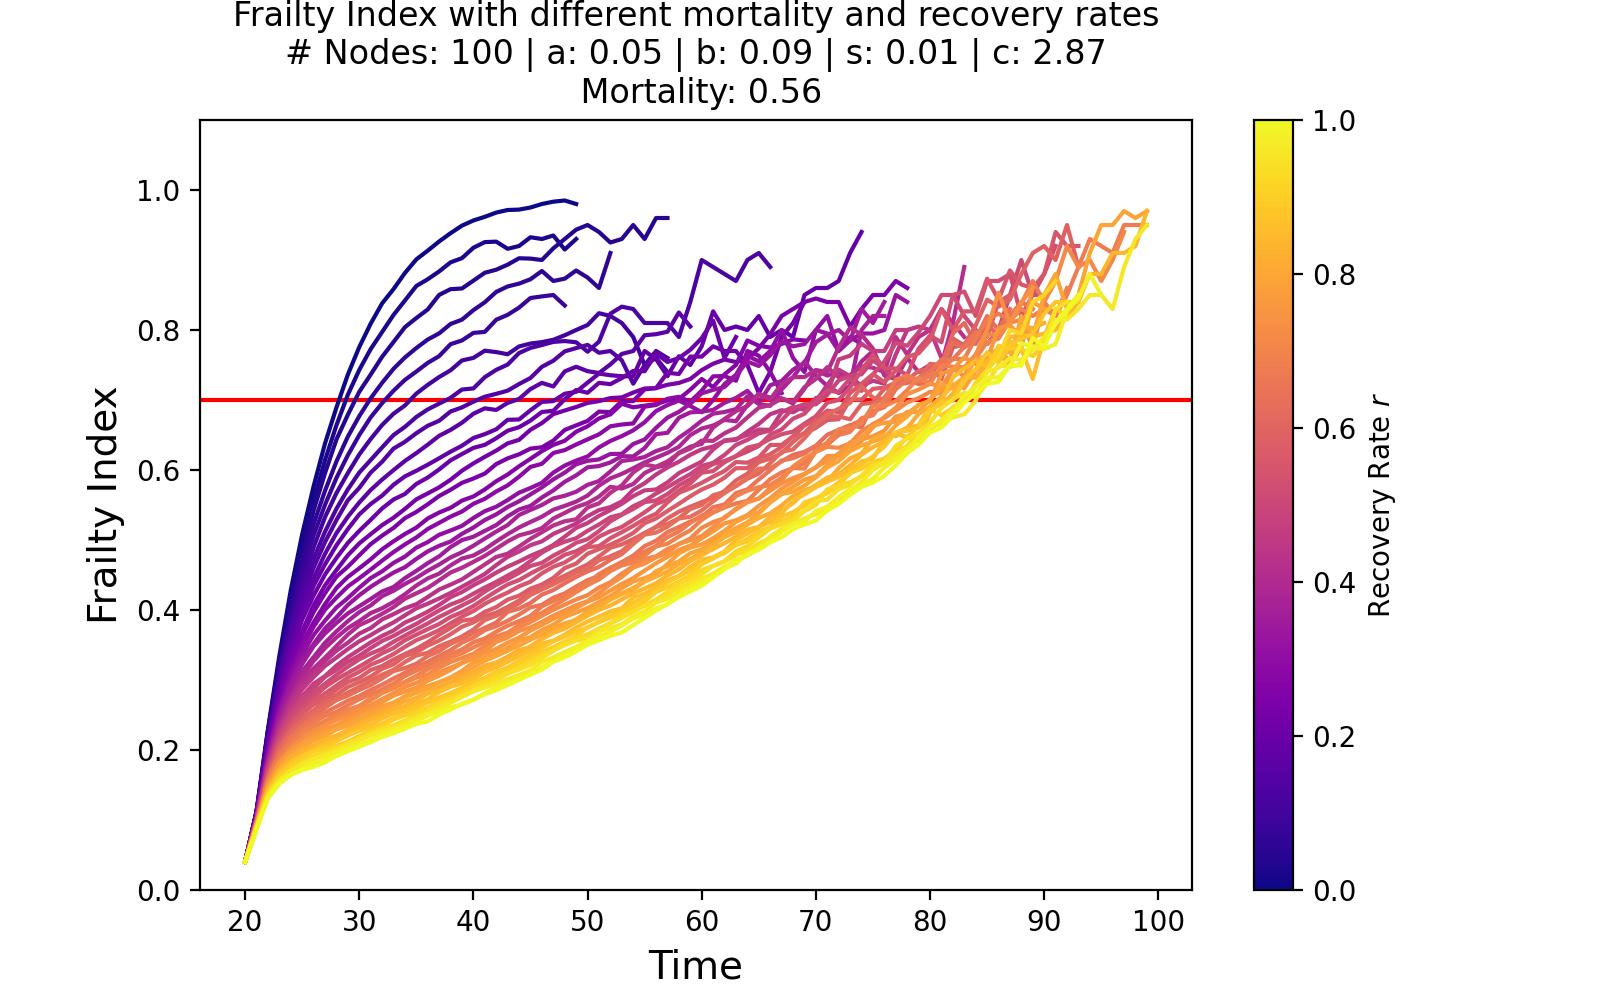 Frailty Index with different mortality and recovery rates
# Nodes: 100 | a: 0.05 | b: 0.09 | s: 0.01 | c: 2.87
Mortality: 0.56
Frailty Index
1.0
0.8
0.6
0.4
0.2
0.0
20 30 40 50 60 70 80 90 100
Time
1.0
0.8
0.6
0.4
0.2
0.0
Recovery Rate r